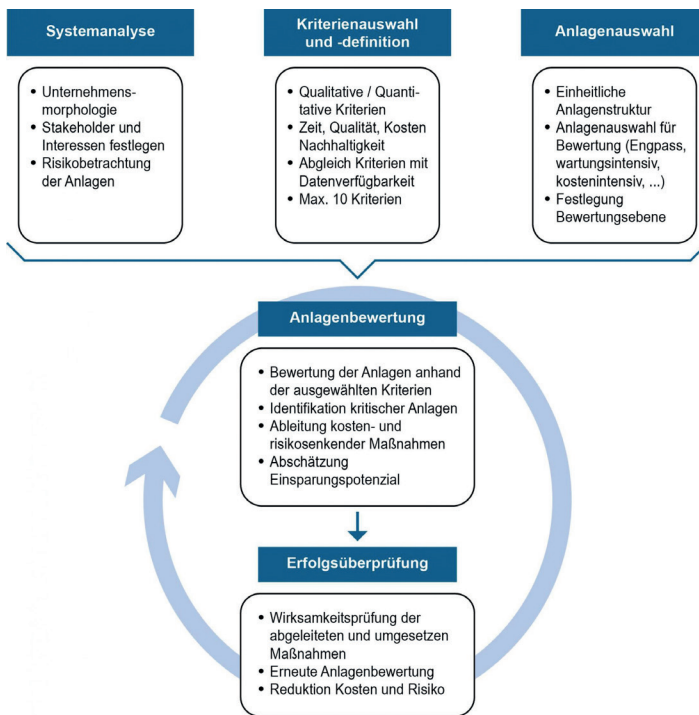 Systemanalyse
• Unternehmens-
morphologie
• Stakeholder und
Interessen festlegen
• Risikobetrachtung
der Anlagen
Kriterienauswahl
und -definition
• Qualitative / Quanti-
tative Kriterien
• Zeit, Qualität, Kosten
Nachhaltigkeit
• Abgleich Kriterien mit
Datenverfügbarkeit
• Max. 10 Kriterien
Anlagenauswahl
• Einheitliche
Anlagenstruktur
• Anlagenauswahl für
Bewertung (Engpass,
wartungsintensiv,
kostenintensiv, ...)
• Festlegung
Bewertungsebene
Anlagenbewertung
• Bewertung der Anlagen anhand
der ausgewählten Kriterien
• Identifikation kritischer Anlagen
• Ableitung kosten- und
risikosenkender Maßnahmen
• Abschätzung
Einsparungspotenzial
Erfolgsüberprüfung
• Wirksamkeitsprüfung der
abgeleiteten und umgesetzen
Maßnahmen
• Erneute Anlagenbewertung
• Reduktion Kosten und Risiko